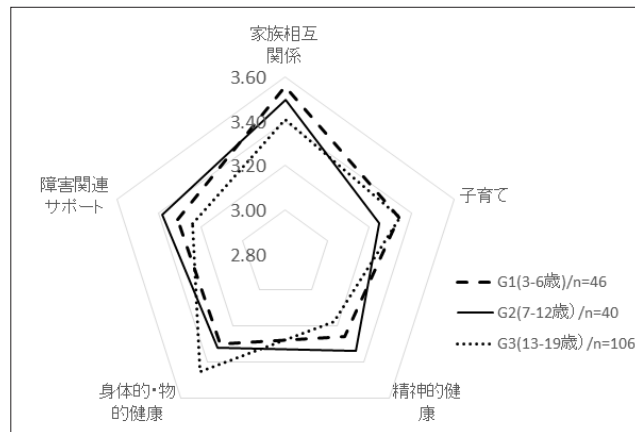 家族相互
関係
3.60
3.40
3.20
3.00
2.80
障害関連
サポート
子育て
G1(3-6歳)/n=46
G2(7-12歳）/n=40
G3(13-19歳）/n=106
身体的・物
的健康
精神的健
康